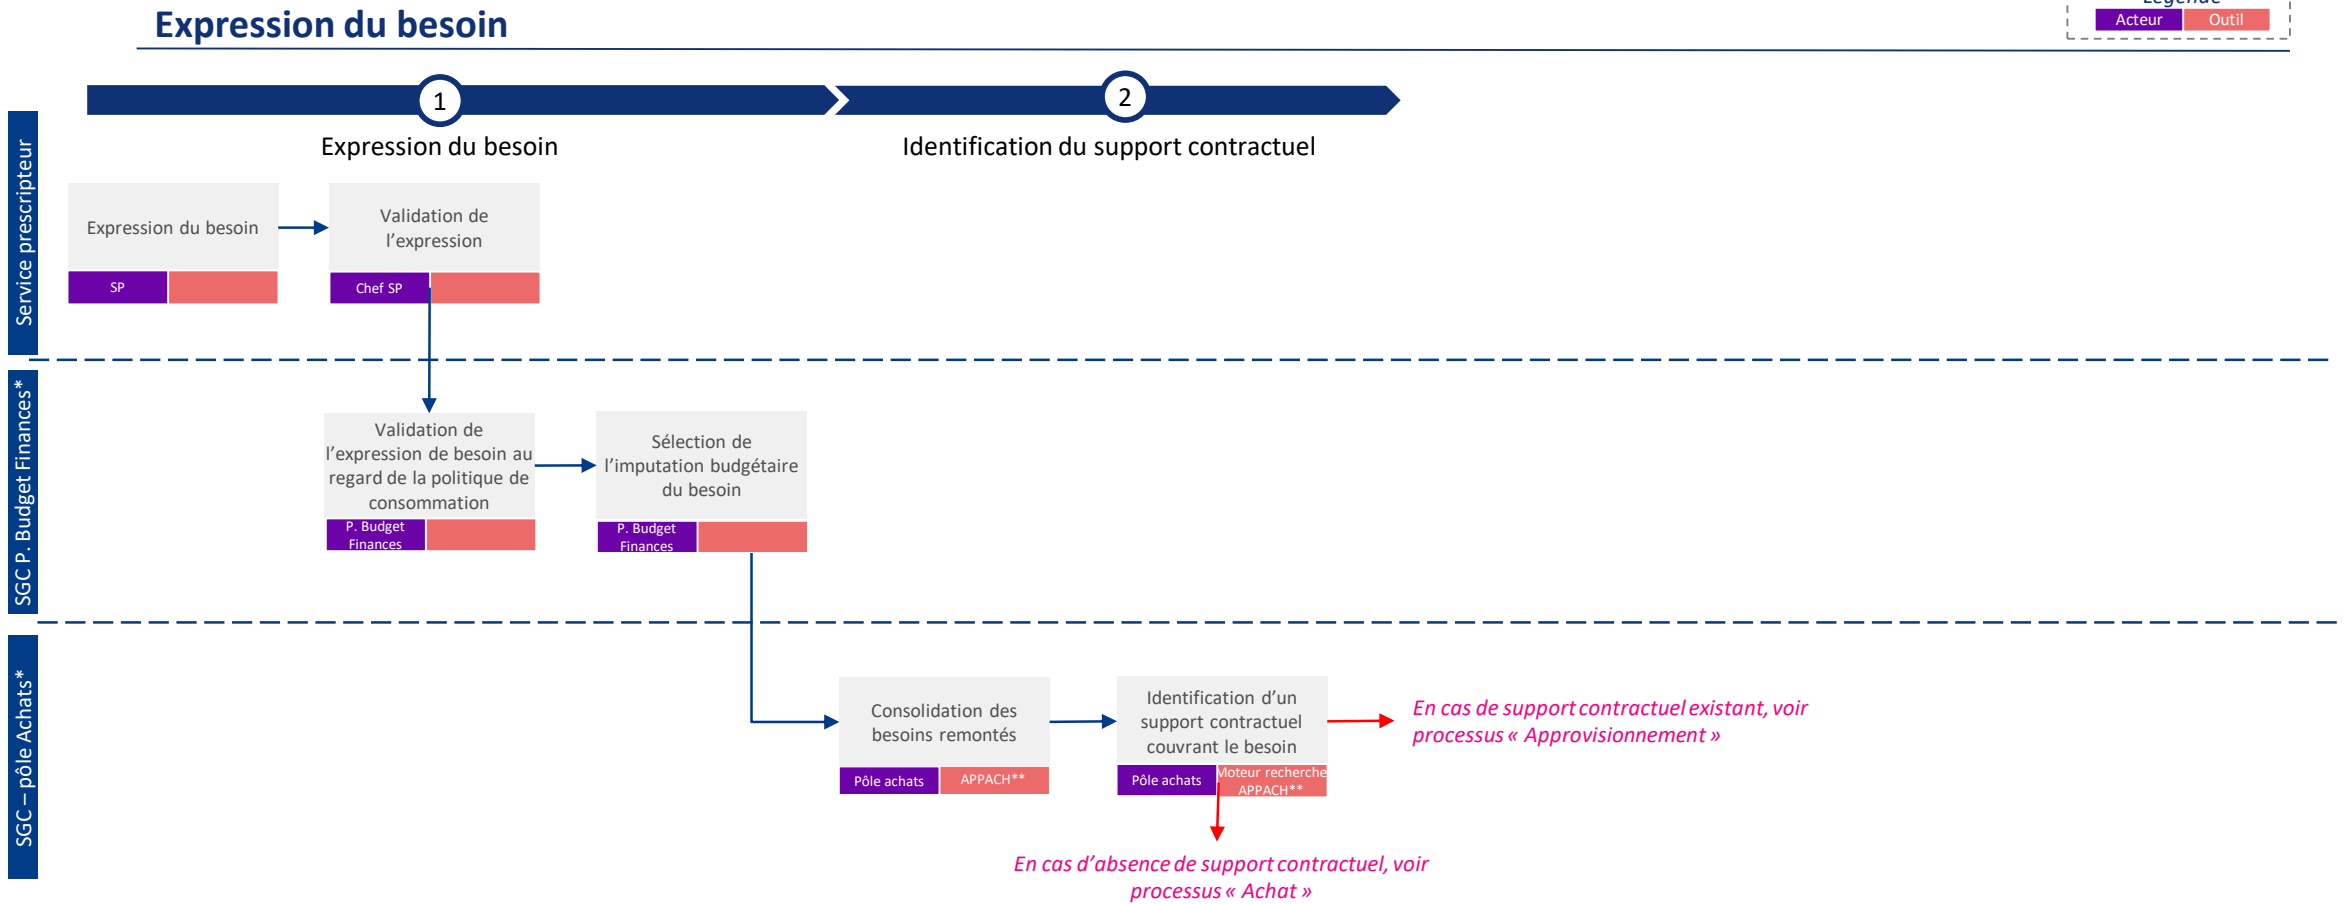 Expression du besoin
Légende
Acteur
Outil
1
2
Expression du besoin
Identification du support contractuel
Service prescripteur
Expression du besoin
SP
Validation de
l’expression
Chef SP
SGC P. Budget Finances*
Validation de
l’expression de besoin au
regard de la politique de
consommation
P. Budget
Finances
Sélection de
l’imputation budgétaire
du besoin
P. Budget
Finances
SGC – pôle Achats*
Consolidation des
besoins remontés
Pôle achats
APPACH**
Identification d’un
support contractuel
couvrant le besoin
Pôle achats
Moteur recherche
APPACH**
En cas de support contractuel existant, voir
processus « Approvisionnement »
En cas d’absence de support contractuel, voir
processus « Achat »